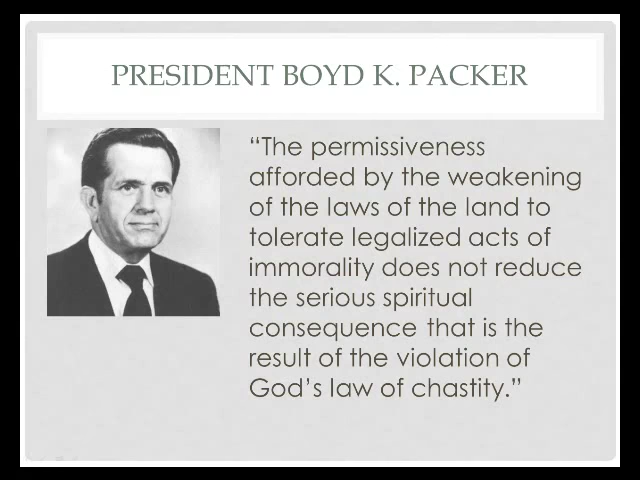 PRESIDENT BOYD K. PACKER
“The permissiveness
afforded by the weakening
of the laws of the land to
tolerate legalized acts of
immorality does not reduce
the serious spiritual
consequence that is the
result of the violation of
God’s law of chastity.”